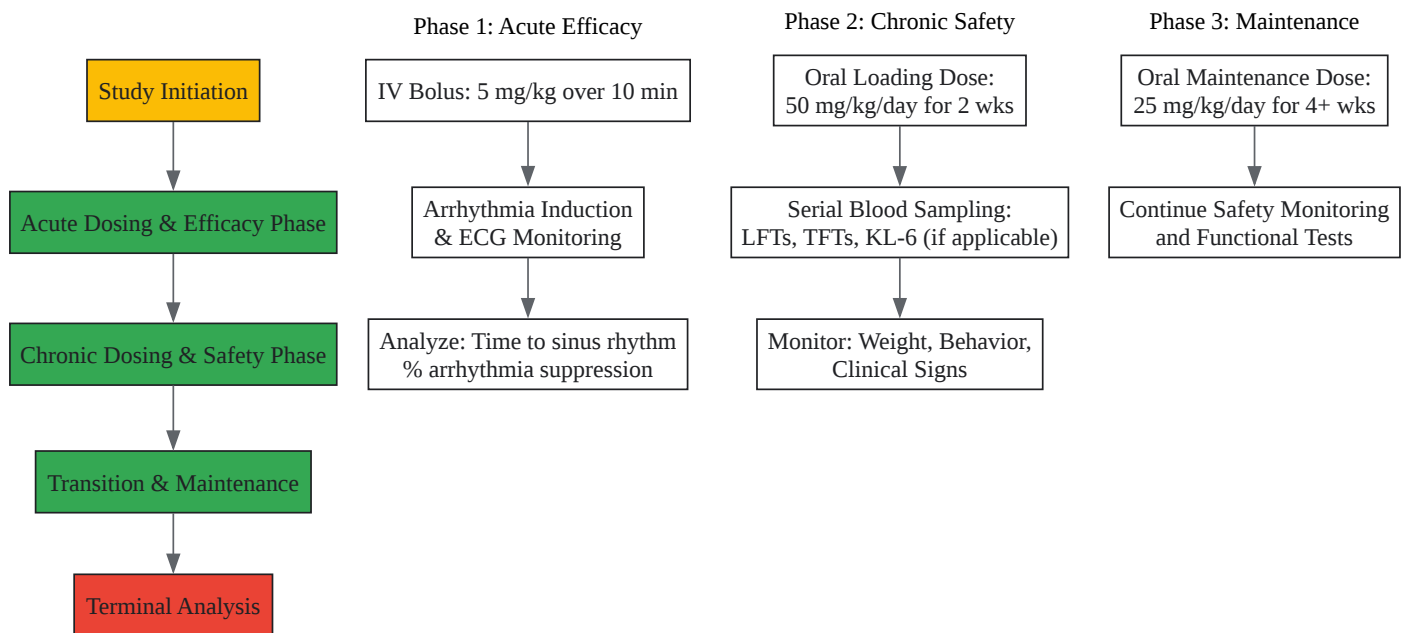 Study Initiation
Acute Dosing & Efficacy Phase
Chronic Dosing & Safety Phase
Transition & Maintenance
Terminal Analysis
Phase 1: Acute Efficacy
IV Bolus: 5 mg/kg over 10 min
Arrhythmia Induction
& ECG Monitoring
Analyze: Time to sinus rhythm
% arrhythmia suppression
Phase 2: Chronic Safety
Oral Loading Dose:
50 mg/kg/day for 2 wks
Serial Blood Sampling:
LFTs, TFTs, KL-6 (if applicable)
Monitor: Weight, Behavior,
Clinical Signs
Phase 3: Maintenance
Oral Maintenance Dose:
25 mg/kg/day for 4+ wks
Continue Safety Monitoring
and Functional Tests